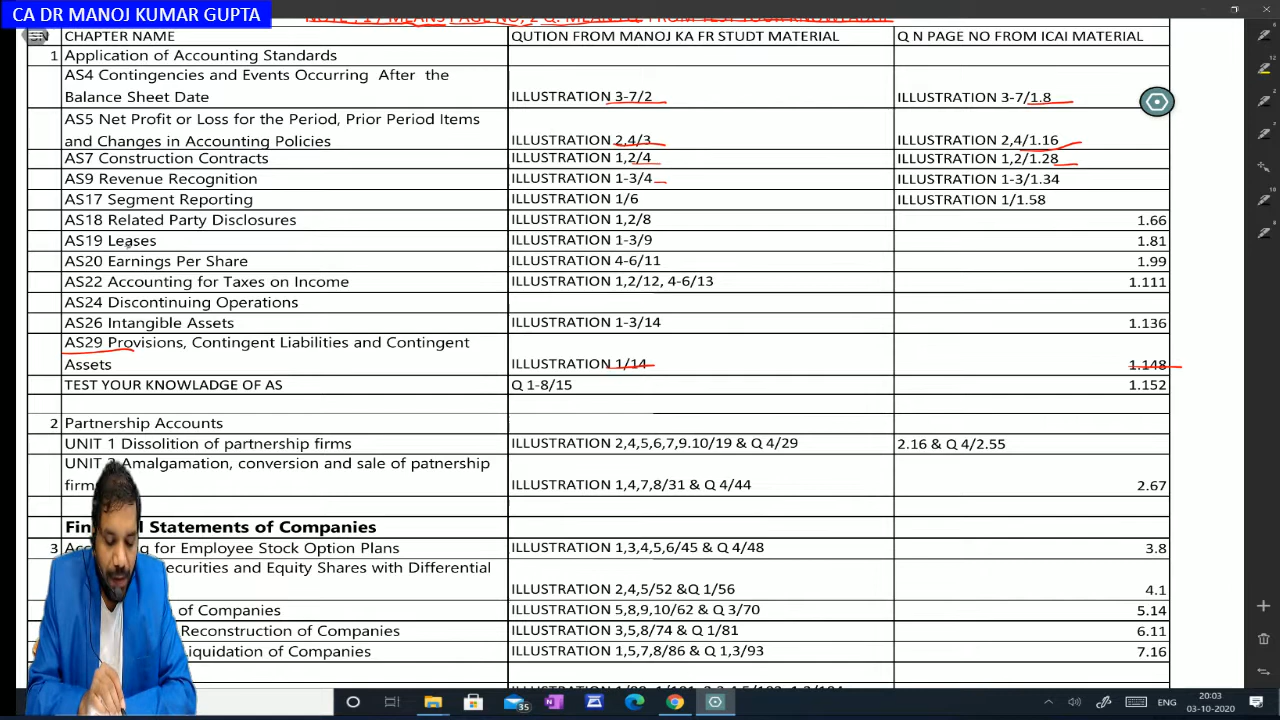 CA DR MANOJ KUMAR GUPTA
CHAPTER NAME QUTION FROM MANOJ KA FR STUDT MATERIAL Q N PAGE NO FROM ICAI MATERIAL
1 Application of Accounting Standards
AS4 Contingencies and Events Occurring After the
Balance Sheet Date ILLUSTRATION 3-7/2 ILLUSTRATION 3-7/1.8
AS5 Net Profit or Loss for the Period, Prior Period Items
and Changes in Accounting Policies ILLUSTRATION 2,4/3 ILLUSTRATION 2,4/1.16
AS7 Construction Contracts ILLUSTRATION 1,2/4 ILLUSTRATION 1,2/1.28
AS9 Revenue Recognition ILLUSTRATION 1-3/4 ILLUSTRATION 1-3/1.34
AS17 Segment Reporting ILLUSTRATION 1/6 ILLUSTRATION 1/1.58
AS18 Related Party Disclosures ILLUSTRATION 1,2/8 1.66
AS19 Leases ILLUSTRATION 1-3/9 1.81
AS20 Earnings Per Share ILLUSTRATION 4-6/11 1.99
AS22 Accounting for Taxes on Income ILLUSTRATION 1,2/12, 4-6/13 1.111
AS24 Discontinuing Operations
AS26 Intangible Assets ILLUSTRATION 1-3/14 1.136
AS29 Provisions, Contingent Liabilities and Contingent
Assets ILLUSTRATION 1/14 1.148
TEST YOUR KNOWLADGE OF AS Q 1-8/15 1.152
2 Partnership Accounts
UNIT 1 Dissolition of partnership firms ILLUSTRATION 2,4,5,6,7,9.10/19 & Q 4/29 2.16 & Q 4/2.55
UNIT Amalgamation, conversion and sale of patnership
firm ILLUSTRATION 1,4,7,8/31 & Q 4/44 2.67
Statements of Companies
3 for Employee Stock Option Plans ILLUSTRATION 1,3,4,5,6/45 & Q 4/48 3.8
and Equity Shares with Differential
ILLUSTRATION 2,4,5/52 &Q 1/56 4.1
of Companies ILLUSTRATION 5,8,9,10/62 & Q 3/70 5.14
Reconstruction of Companies ILLUSTRATION 3,5,8/74 & Q 1/81 6.11
of Companies ILLUSTRATION 1,5,7,8/86 & Q 1,3/93 7.16
35 ENG 20:03
03-10-2020